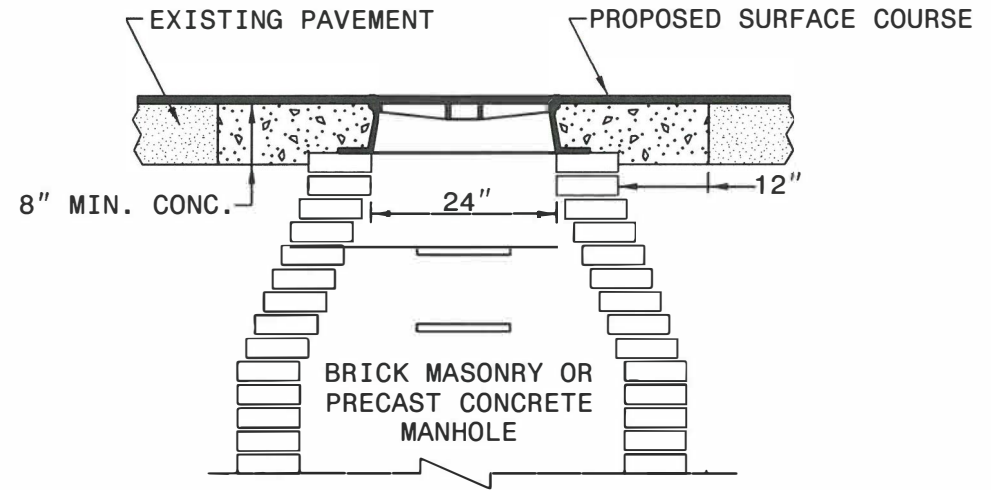 EXISTING PAVEMENT
PROPOSED SURFACE COURSE
8" MIN. CONC.
24"
12"
BRICK MASONRY OR
PRECAST CONCRETE
MANHOLE